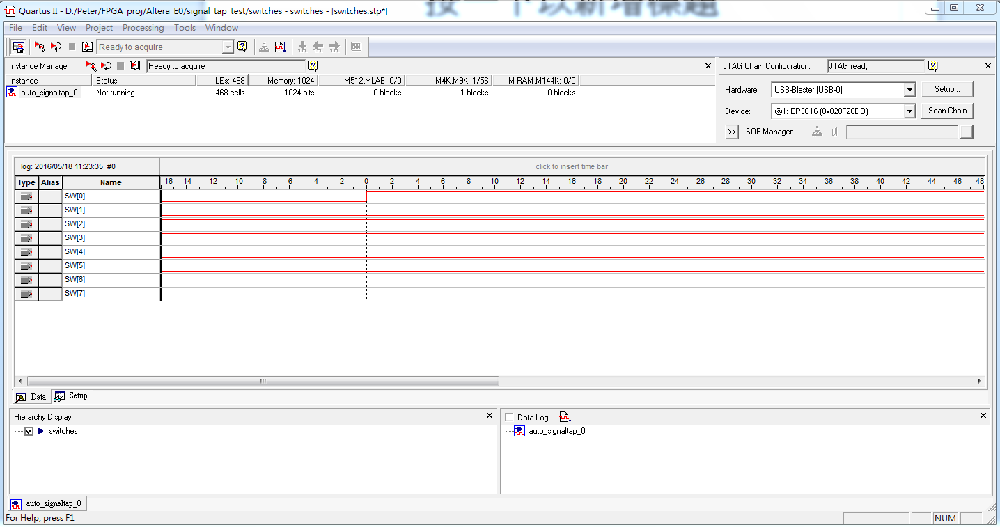 按一下以新增標題
Quartus II - D:/Peter/FPGA_proj/Altera_E0/signal_tap_test/switches - switches - [switches.stp*]
File Edit View Project Processing Tools Window
Ready to acquire
Instance Manager: Ready to acquire
Instance Status LEs: 468 Memory: 1024 M512,MLAB: 0/0 M4K,M9K: 1/56 M-RAM,M144K: 0/0
auto_signaltap_0 Not running 468 cells 1024 bits 0 blocks 1 blocks 0 blocks
JTAG Chain Configuration: JTAG ready
Hardware: USB-Blaster [USB-0] Setup...
Device: @1: EP3C16 (0x020F20DD) Scan Chain
>> SOF Manager: ...
log: 2016/05/18 11:23:35 #0 click to insert time bar
Type Alias Name -16 -14 -12 -10 -8 -6 -4 -2 0 2 4 6 8 10 12 14 16 18 20 22 24 26 28 30 32 34 36 38 40 42 44 46 48
SW[0]
SW[1]
SW[2]
SW[3]
SW[4]
SW[5]
SW[6]
SW[7]
Data Setup
Hierarchy Display:
switches
Data Log:
auto_signaltap_0
auto_signaltap_0
For Help, press F1 NUM